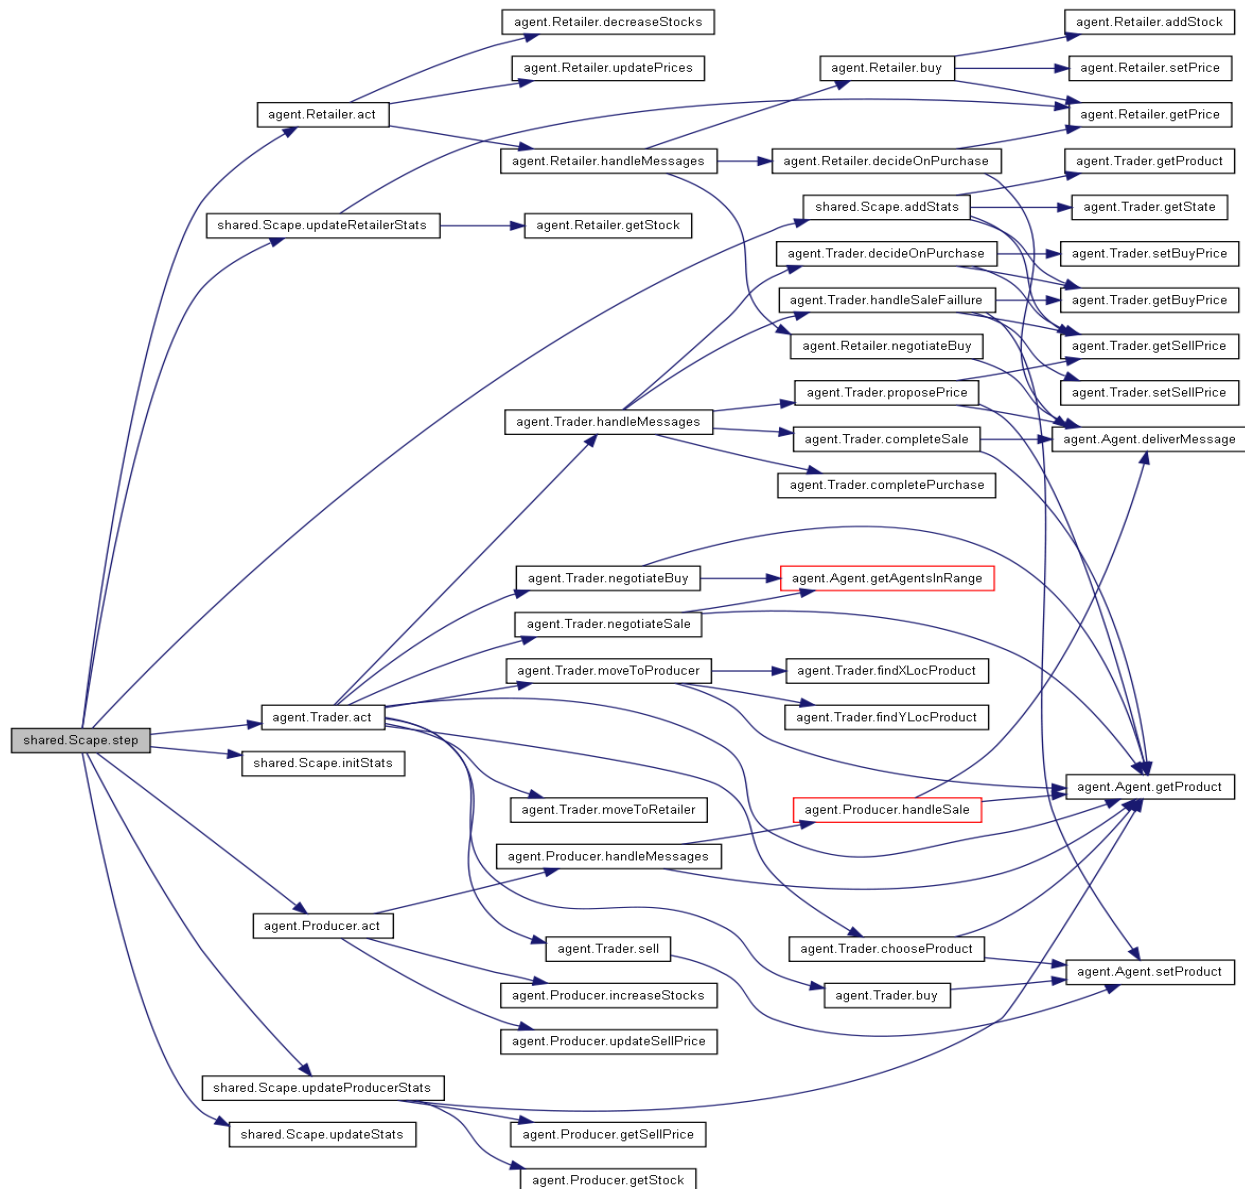 agent.Retailer.decreaseStocks
agent.Retailer.addStock
agent.Retailer.updatePrices
agent.Retailer.buy
agent.Retailer.setPrice
agent.Retailer.act
agent.Retailer.getPrice
agent.Retailer.handleMessages
agent.Retailer.decideOnPurchase
agent.Trader.getProduct
shared.Scape.addStats
agent.Trader.getState
shared.Scape.updateRetailerStats
agent.Retailer.getStock
agent.Trader.decideOnPurchase
agent.Trader.setBuyPrice
agent.Trader.handleSaleFaillure
agent.Trader.getBuyPrice
agent.Retailer.negotiateBuy
agent.Trader.getSellPrice
agent.Trader.proposePrice
agent.Trader.setSellPrice
agent.Trader.handleMessages
agent.Trader.completeSale
agent.Agent.deliverMessage
agent.Trader.completePurchase
agent.Trader.negotiateBuy
agent.Agent.getAgentsInRange
agent.Trader.negotiateSale
agent.Trader.moveToProducer
agent.Trader.findXLocProduct
agent.Trader.act
agent.Trader.findYLocProduct
shared.Scape.step
shared.Scape.initStats
agent.Agent.getProduct
agent.Trader.moveToRetailer
agent.Producer.handleSale
agent.Producer.handleMessages
agent.Producer.act
agent.Trader.sell
agent.Trader.chooseProduct
agent.Agent.setProduct
agent.Producer.increaseStocks
agent.Trader.buy
agent.Producer.updateSellPrice
shared.Scape.updateProducerStats
shared.Scape.updateStats
agent.Producer.getSellPrice
agent.Producer.getStock